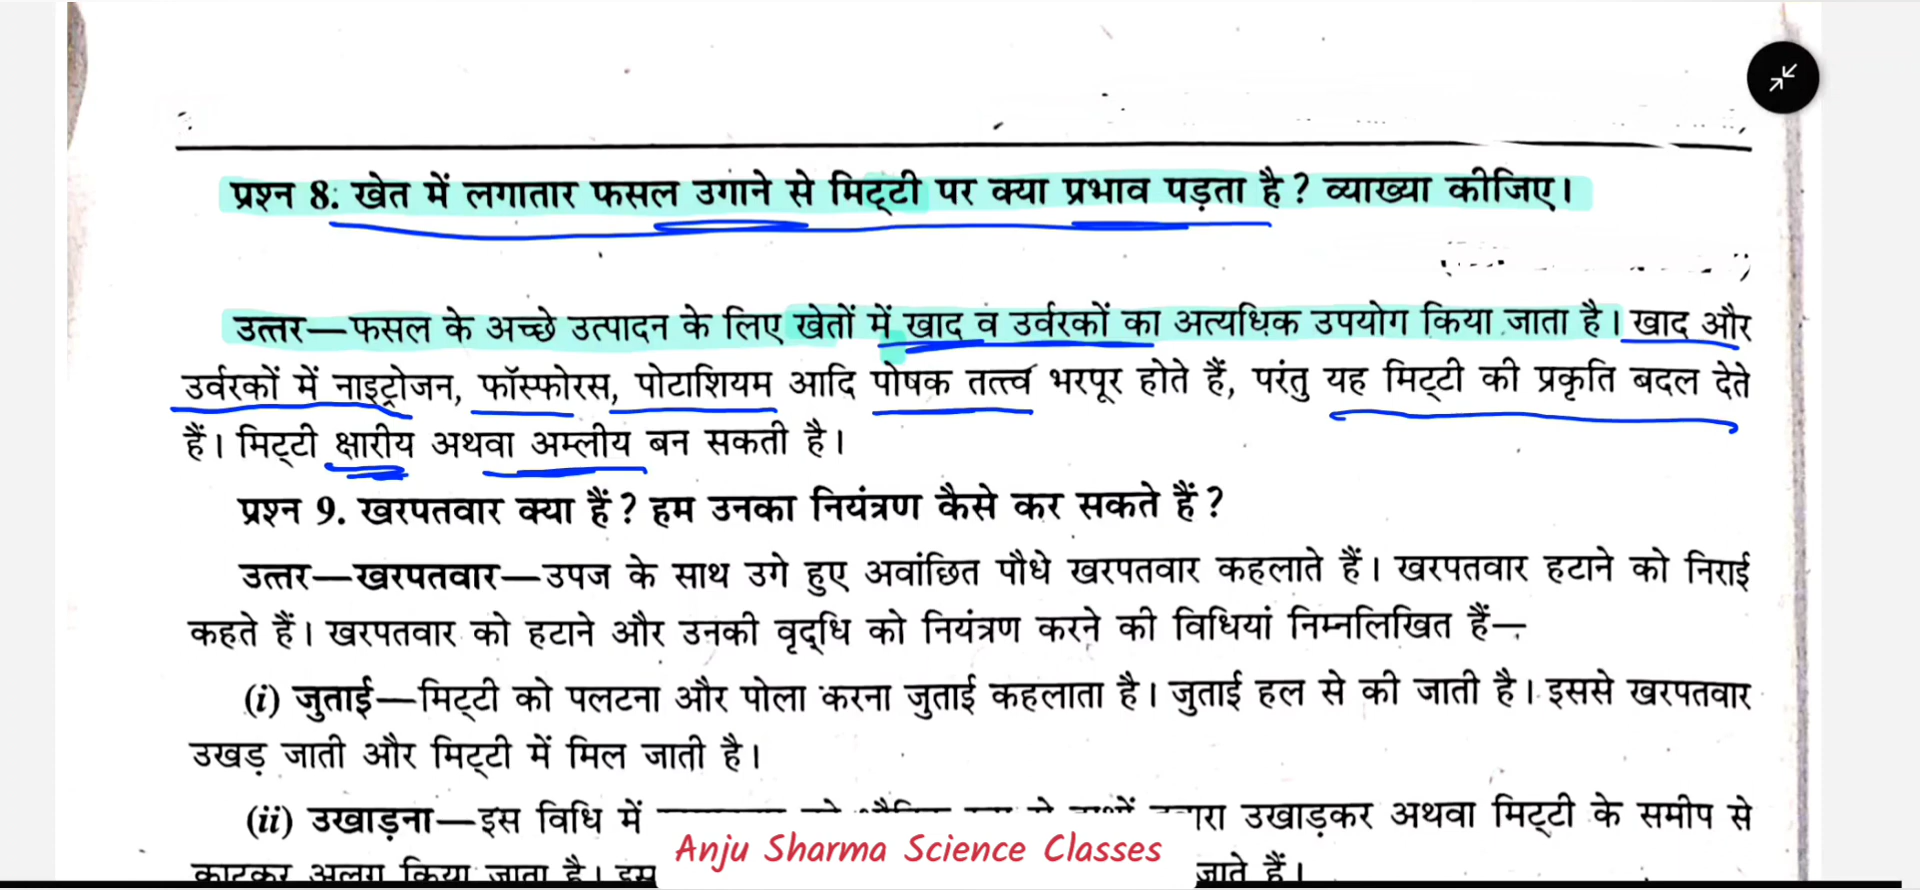 प्रश्न 8: खेत में लगातार फसल उगाने से मिट्टी पर क्या प्रभाव पड़ता है? व्याख्या कीजिए।
उत्तर—फसल के अच्छे उत्पादन के लिए खेतों में खाद व उर्वरकों का अत्यधिक उपयोग किया जाता है। खाद और
उर्वरकों में नाइट्रोजन, फॉस्फोरस, पोटाशियम आदि पोषक तत्त्व भरपूर होते हैं, परंतु यह मिट्टी की प्रकृति बदल देते
हैं। मिट्टी क्षारीय अथवा अम्लीय बन सकती है।
प्रश्न 9. खरपतवार क्या हैं? हम उनका नियंत्रण कैसे कर सकते हैं?
उत्तर—खरपतवार—उपज के साथ उगे हुए अवांछित पौधे खरपतवार कहलाते हैं। खरपतवार हटाने को निराई
कहते हैं। खरपतवार को हटाने और उनकी वृद्धि को नियंत्रण करने की विधियां निम्नलिखित हैं—
(i) जुताई—मिट्टी को पलटना और पोला करना जुताई कहलाता है। जुताई हल से की जाती है। इससे खरपतवार
उखड़ जाती और मिट्टी में मिल जाती है।
(ii) उखाड़ना—इस विधि में उखाड़कर अथवा मिट्टी के समीप से
काटकर अलग किया जाता है। इस जाते हैं।
Anju Sharma Science Classes